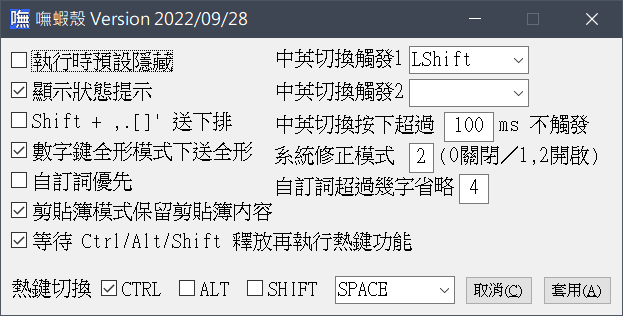 嘸 嘸蝦殼 Version 2022/09/28
執行時預設隱藏
顯示狀態提示
Shift + ,.[]' 送下排
數字鍵全形模式下送全形
自訂詞優先
剪貼簿模式保留剪貼簿內容
等待 Ctrl/Alt/Shift 釋放再執行熱鍵功能
中英切換觸發1 LShift
中英切換觸發2
中英切換按下超過 100 ms 不觸發
系統修正模式 2 (0關閉／1,2開啟)
自訂詞超過幾字省略 4
熱鍵切換 CTRL ALT SHIFT SPACE 取消(C) 套用(A)